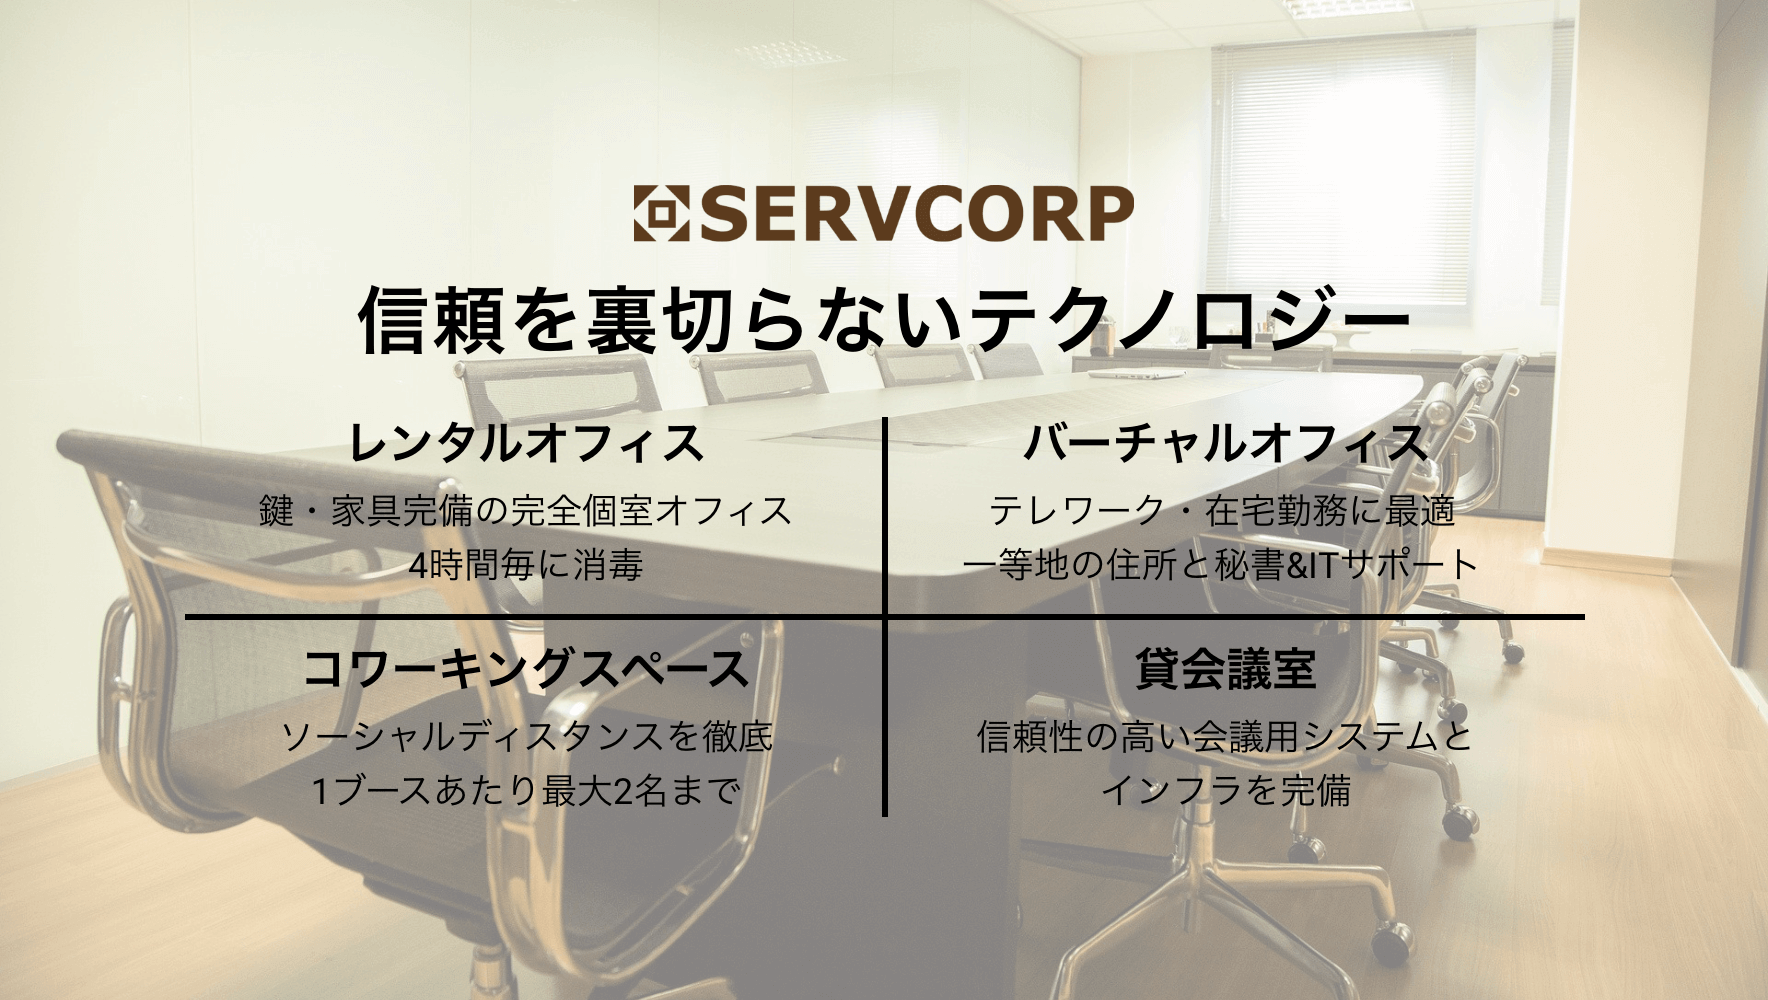 SERVCORP
信頼を裏切らないテクノロジー
レンタルオフィス
鍵・家具完備の完全個室オフィス
4時間毎に消毒
バーチャルオフィス
テレワーク・在宅勤務に最適
一等地の住所と秘書&ITサポート
コワーキングスペース
ソーシャルディスタンスを徹底
1ブースあたり最大2名まで
貸会議室
信頼性の高い会議用システムと
インフラを完備